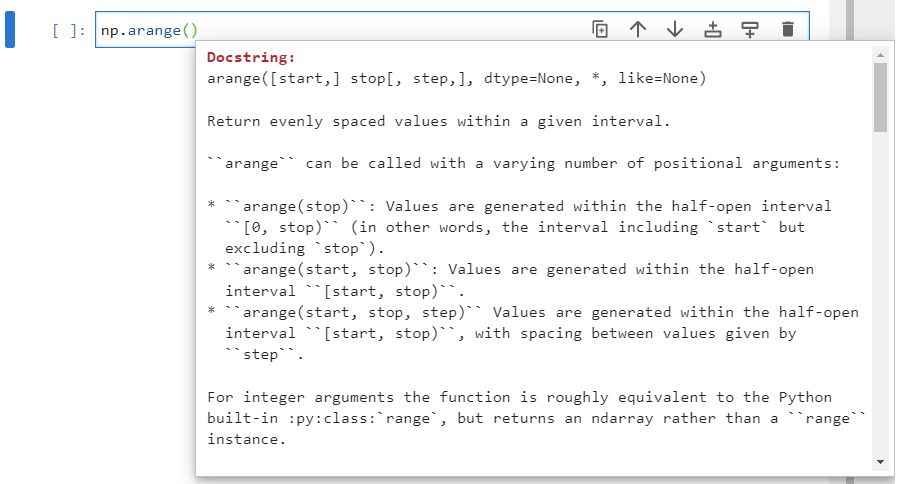 [ ]: np.arange()
Docstring:
arange([start,] stop[, step,], dtype=None, *, like=None)
Return evenly spaced values within a given interval.
``arange`` can be called with a varying number of positional arguments:
* ``arange(stop)``: Values are generated within the half-open interval
``[0, stop)`` (in other words, the interval including `start` but
excluding `stop`).
* ``arange(start, stop)``: Values are generated within the half-open
interval ``[start, stop)``.
* ``arange(start, stop, step)`` Values are generated within the half-open
interval ``[start, stop)``, with spacing between values given by
``step``.
For integer arguments the function is roughly equivalent to the Python
built-in :py:class:`range`, but returns an ndarray rather than a ``range``
instance.